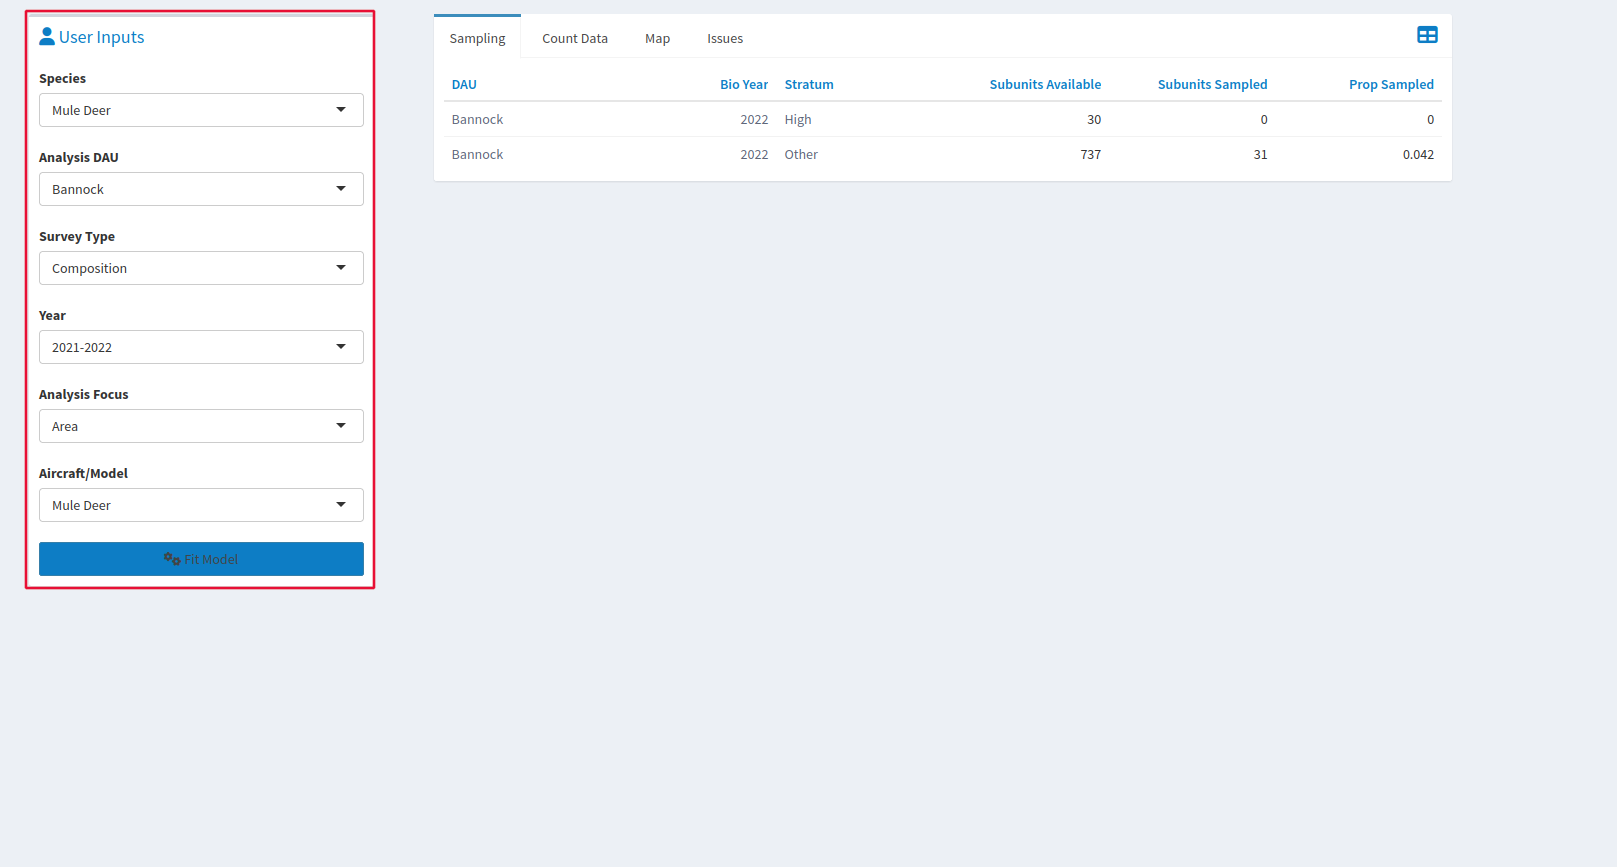 User Inputs
Species
Mule Deer
Analysis DAU
Bannock
Survey Type
Composition
Year
2021-2022
Analysis Focus
Area
Aircraft/Model
Mule Deer
Fit Model
Sampling Count Data Map Issues
DAU Bio Year Stratum Subunits Available Subunits Sampled Prop Sampled
Bannock 2022 High 30 0 0
Bannock 2022 Other 737 31 0.042